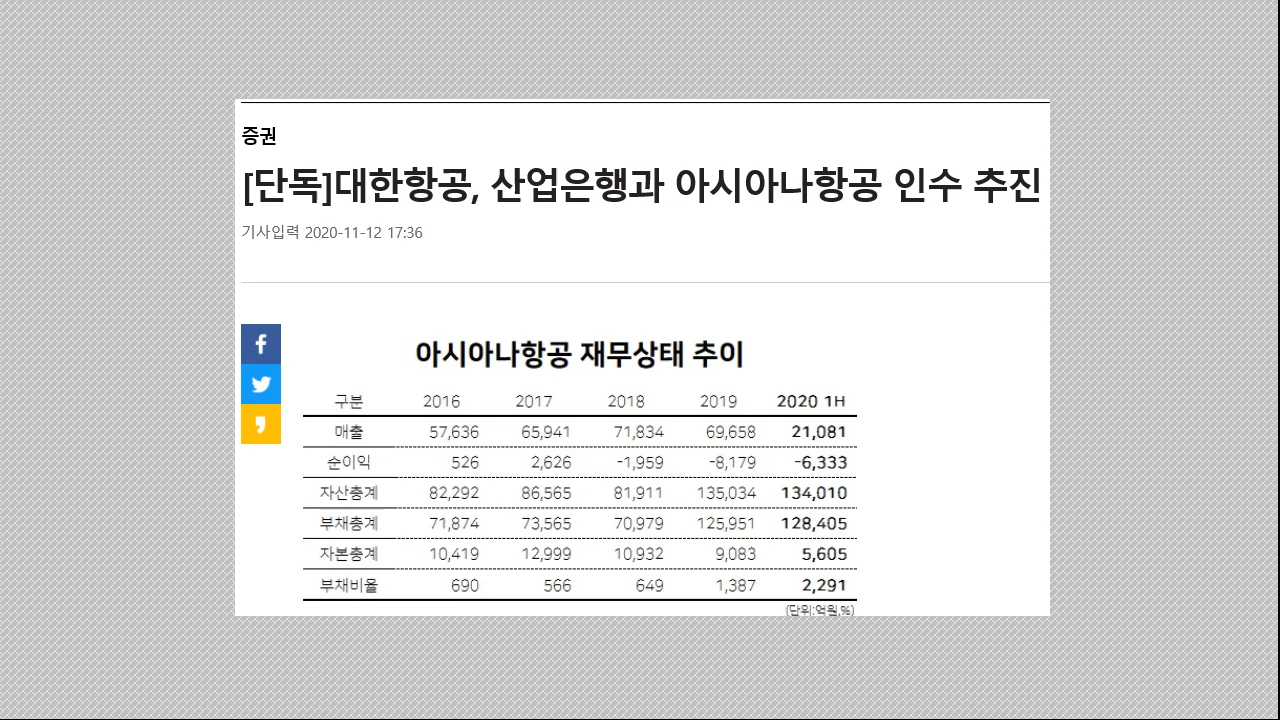 증권
[단독]대한항공, 산업은행과 아시아나항공 인수 추진
기사입력 2020-11-12 17:36
아시아나항공 재무상태 추이
구분 2016 2017 2018 2019 2020 1H
매출 57,636 65,941 71,834 69,658 21,081
순이익 526 2,626 -1,959 -8,179 -6,333
자산총계 82,292 86,565 81,911 135,034 134,010
부채총계 71,874 73,565 70,979 125,951 128,405
자본총계 10,419 12,999 10,932 9,083 5,605
부채비율 690 566 649 1,387 2,291
(단위:억원,%)